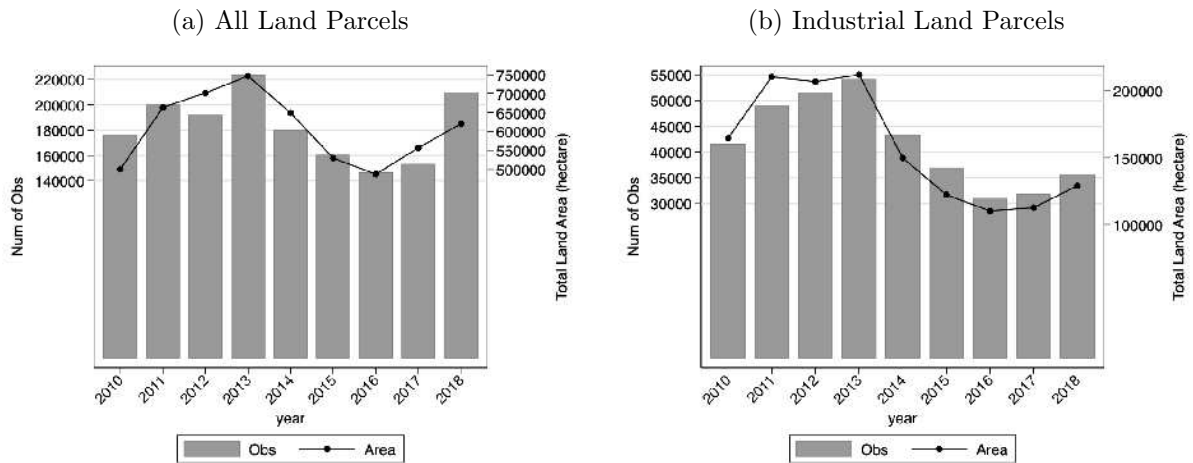 (a) All Land Parcels
220000
200000
180000
160000
140000
Num of Obs
750000
700000
650000
600000
550000
500000
Total Land Area (hectare)
2010 2011 2012 2013 2014 2015 2016 2017 2018
year
Obs Area
(b) Industrial Land Parcels
55000
50000
45000
40000
35000
30000
Num of Obs
200000
150000
100000
Total Land Area (hectare)
2010 2011 2012 2013 2014 2015 2016 2017 2018
year
Obs Area